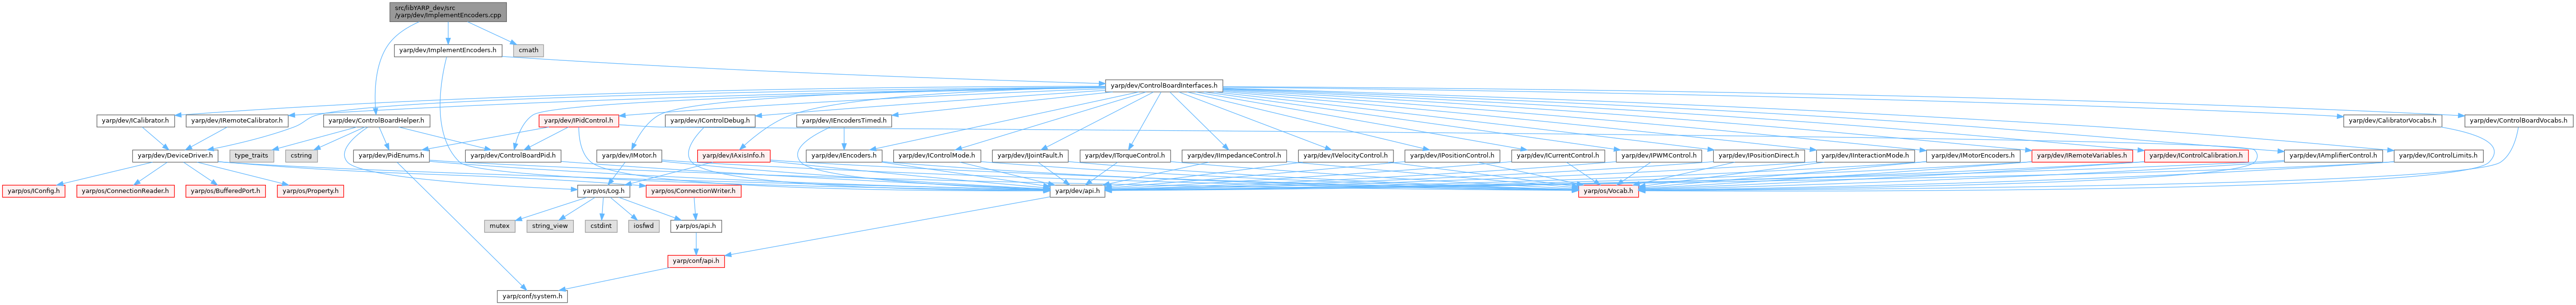 src/libYARP_dev/src
/yarp/dev/ImplementEncoders.cpp
yarp/dev/ImplementEncoders.h
cmath
yarp/dev/ControlBoardInterfaces.h
yarp/dev/ICalibrator.h
yarp/dev/IRemoteCalibrator.h
yarp/dev/ControlBoardHelper.h
yarp/dev/IPidControl.h
yarp/dev/IControlDebug.h
yarp/dev/IEncodersTimed.h
yarp/dev/CalibratorVocabs.h
yarp/dev/ControlBoardVocabs.h
yarp/dev/DeviceDriver.h
type_traits
cstring
yarp/dev/PidEnums.h
yarp/dev/ControlBoardPid.h
yarp/dev/IMotor.h
yarp/dev/IAxisInfo.h
yarp/dev/IEncoders.h
yarp/dev/IControlMode.h
yarp/dev/IJointFault.h
yarp/dev/ITorqueControl.h
yarp/dev/IImpedanceControl.h
yarp/dev/IVelocityControl.h
yarp/dev/IPositionControl.h
yarp/dev/ICurrentControl.h
yarp/dev/IPWMControl.h
yarp/dev/IPositionDirect.h
yarp/dev/IInteractionMode.h
yarp/dev/IMotorEncoders.h
yarp/dev/IRemoteVariables.h
yarp/dev/IControlCalibration.h
yarp/dev/IAmplifierControl.h
yarp/dev/IControlLimits.h
yarp/os/IConfig.h
yarp/os/ConnectionReader.h
yarp/os/BufferedPort.h
yarp/os/Property.h
yarp/os/Log.h
yarp/os/ConnectionWriter.h
yarp/dev/api.h
yarp/os/Vocab.h
mutex
string_view
cstdint
iosfwd
yarp/os/api.h
yarp/conf/api.h
yarp/conf/system.h